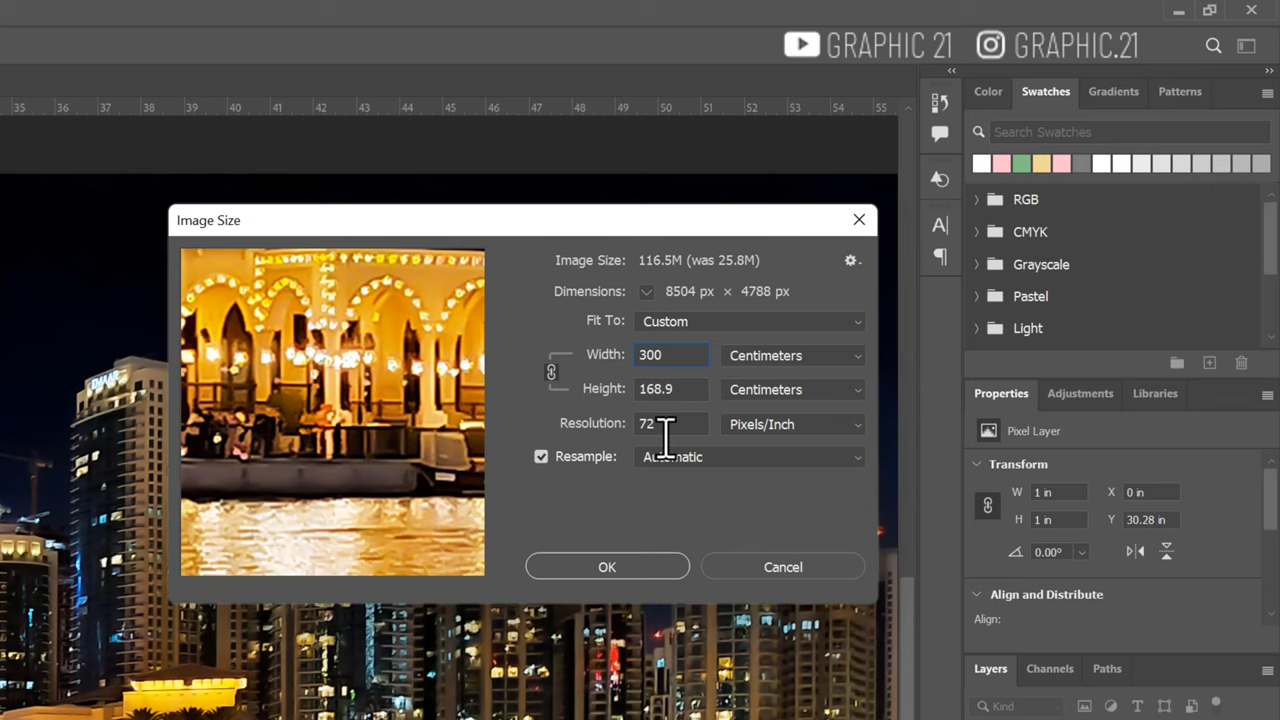 GRAPHIC 21 GRAPHIC.21
Color Swatches Gradients Patterns
35 36 37 38 39 40 41 42 43 44 45 46 47 48 49 50 51 52 53 54 55
Search Swatches
RGB
CMYK
Grayscale
Pastel
Light
Image Size
Image Size: 116.5M (was 25.8M)
Dimensions: 8504 px × 4788 px
Fit To: Custom
Width: 300 Centimeters
Height: 168.9 Centimeters
Resolution: 72 Pixels/Inch
Resample: Automatic
OK Cancel
EMAAR
Properties Adjustments Libraries
Pixel Layer
Transform
W 1 in X 0 in
H 1 in Y 30.28 in
0.00°
Align and Distribute
Align:
Layers Channels Paths
Kind